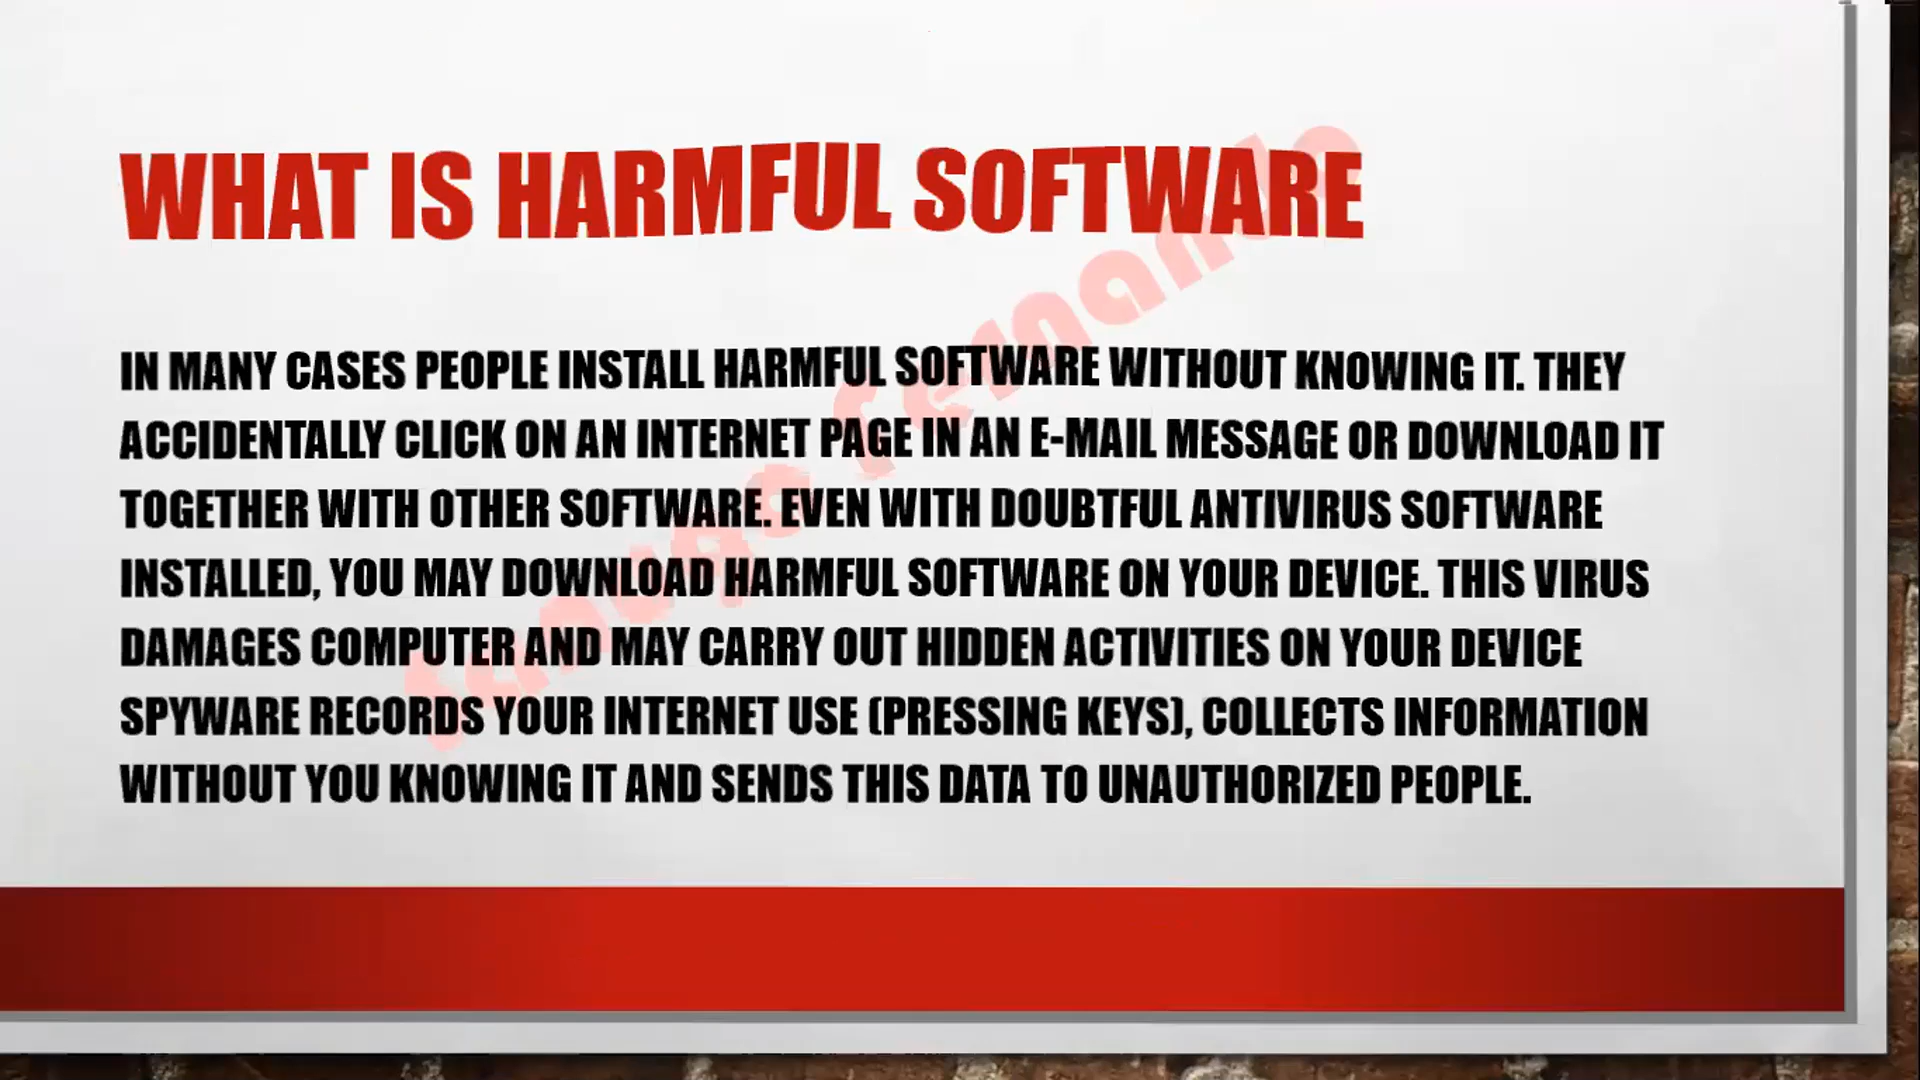 WHAT IS HARMFUL SOFTWARE
IN MANY CASES PEOPLE INSTALL HARMFUL SOFTWARE WITHOUT KNOWING IT. THEY
ACCIDENTALLY CLICK ON AN INTERNET PAGE IN AN E-MAIL MESSAGE OR DOWNLOAD IT
TOGETHER WITH OTHER SOFTWARE. EVEN WITH DOUBTFUL ANTIVIRUS SOFTWARE
INSTALLED, YOU MAY DOWNLOAD HARMFUL SOFTWARE ON YOUR DEVICE. THIS VIRUS
DAMAGES COMPUTER AND MAY CARRY OUT HIDDEN ACTIVITIES ON YOUR DEVICE
SPYWARE RECORDS YOUR INTERNET USE (PRESSING KEYS), COLLECTS INFORMATION
WITHOUT YOU KNOWING IT AND SENDS THIS DATA TO UNAUTHORIZED PEOPLE.
fernando